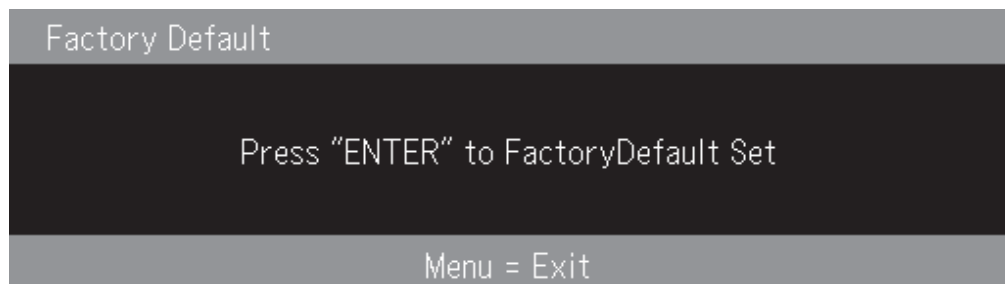 Factory Default
Press "ENTER" to FactoryDefault Set
Menu = Exit